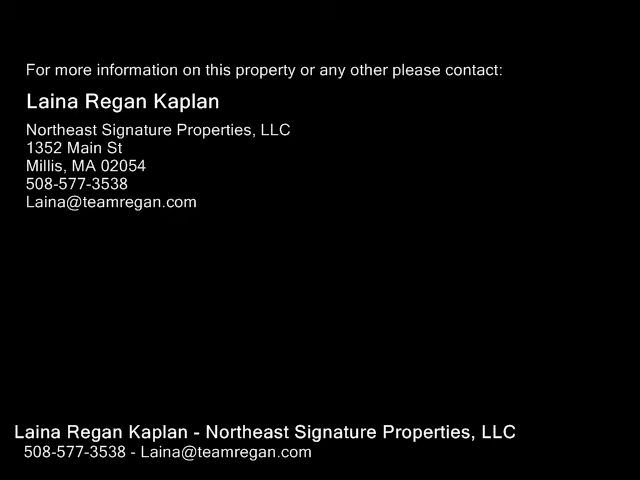 For more information on this property or any other please contact:
Laina Regan Kaplan
Northeast Signature Properties, LLC
1352 Main St
Millis, MA 02054
508-577-3538
Laina@teamregan.com
Laina Regan Kaplan - Northeast Signature Properties, LLC
508-577-3538 - Laina@teamregan.com